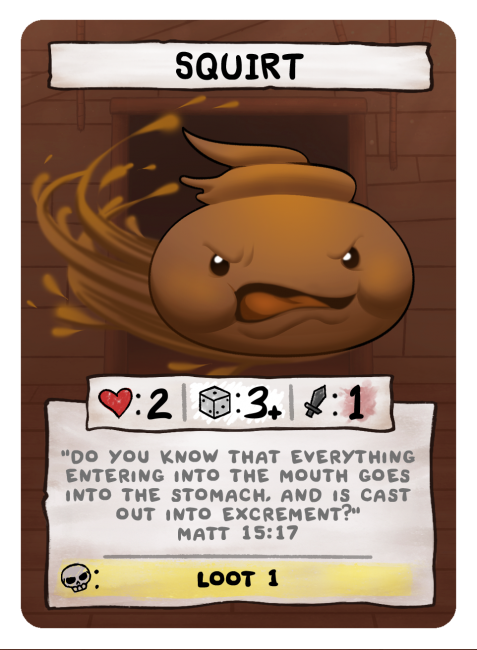 SQUIRT
:2 :3+ :1
"DO YOU KNOW THAT EVERYTHING
ENTERING INTO THE MOUTH GOES
INTO THE STOMACH, AND IS CAST
OUT INTO EXCREMENT?"
MATT 15:17
: LOOT 1